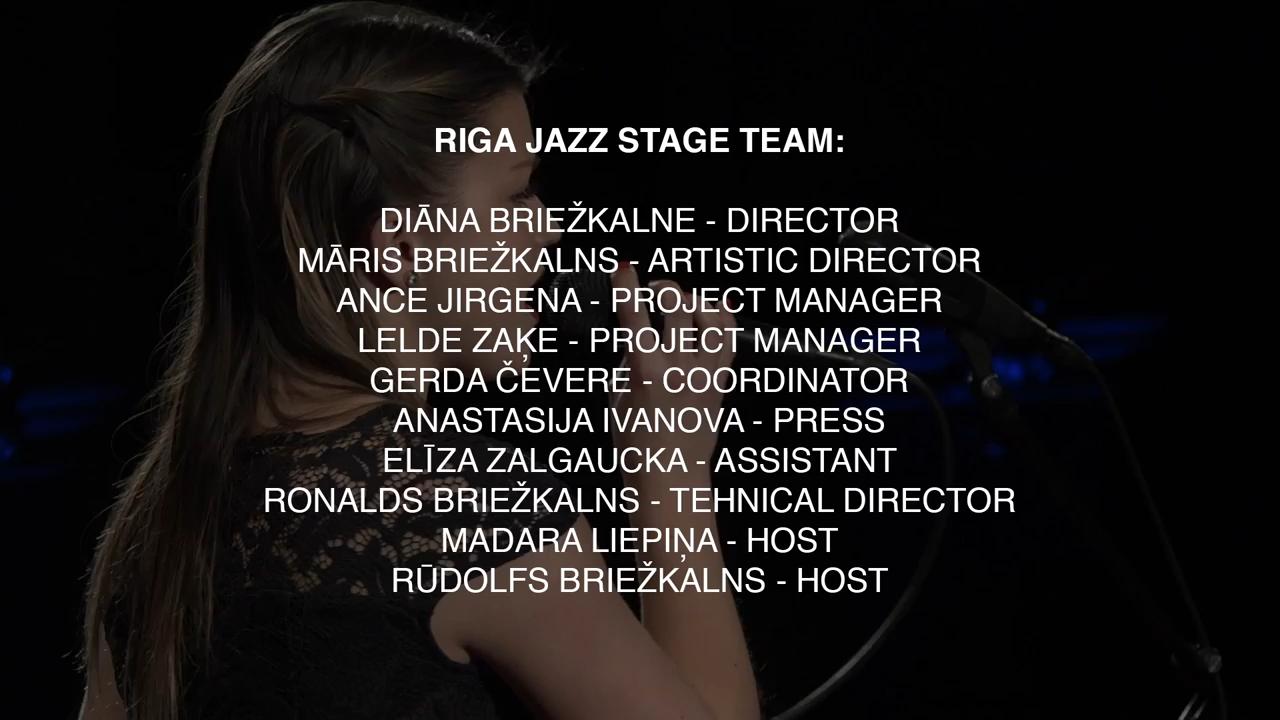 RIGA JAZZ STAGE TEAM:
DIĀNA BRIEŽKALNE - DIRECTOR
MĀRIS BRIEŽKALNS - ARTISTIC DIRECTOR
ANCE JIRGENA - PROJECT MANAGER
LELDE ZAĶE - PROJECT MANAGER
GERDA ČEVERE - COORDINATOR
ANASTASIJA IVANOVA - PRESS
ELĪZA ZALGAUCKA - ASSISTANT
RONALDS BRIEŽKALNS - TEHNICAL DIRECTOR
MADARA LIEPIŅA - HOST
RŪDOLFS BRIEŽKALNS - HOST